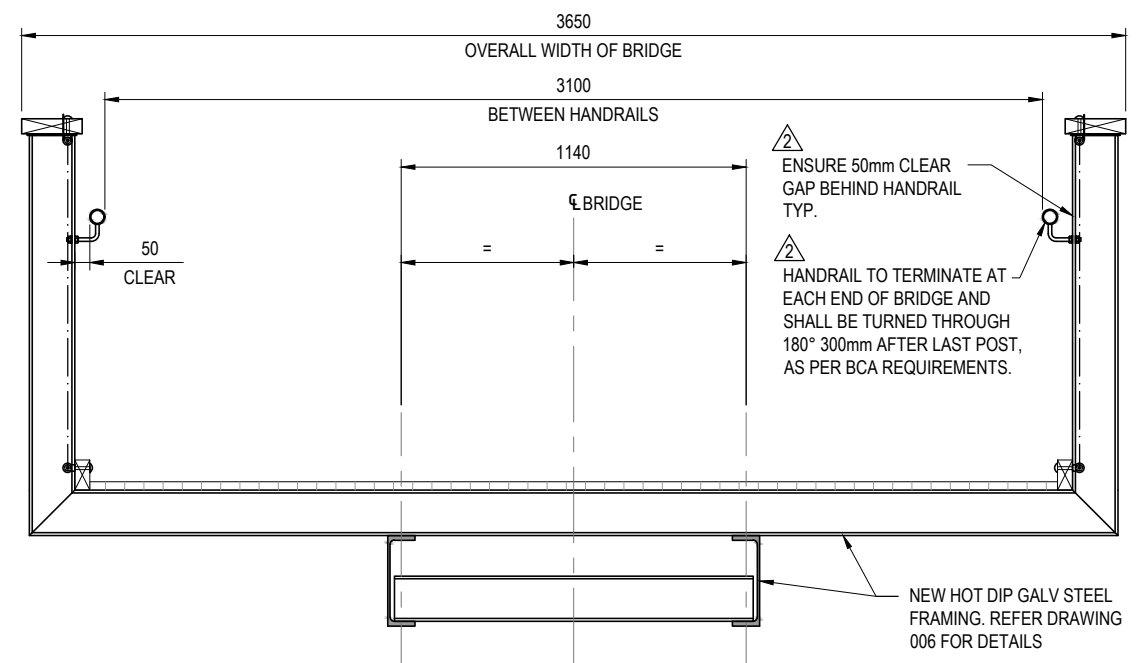 3650
OVERALL WIDTH OF BRIDGE
3100
BETWEEN HANDRAILS
1140
℄ BRIDGE
=
=
50
CLEAR
2
ENSURE 50mm CLEAR
GAP BEHIND HANDRAIL
TYP.
2
HANDRAIL TO TERMINATE AT
EACH END OF BRIDGE AND
SHALL BE TURNED THROUGH
180° 300mm AFTER LAST POST,
AS PER BCA REQUIREMENTS.
NEW HOT DIP GALV STEEL
FRAMING. REFER DRAWING
006 FOR DETAILS